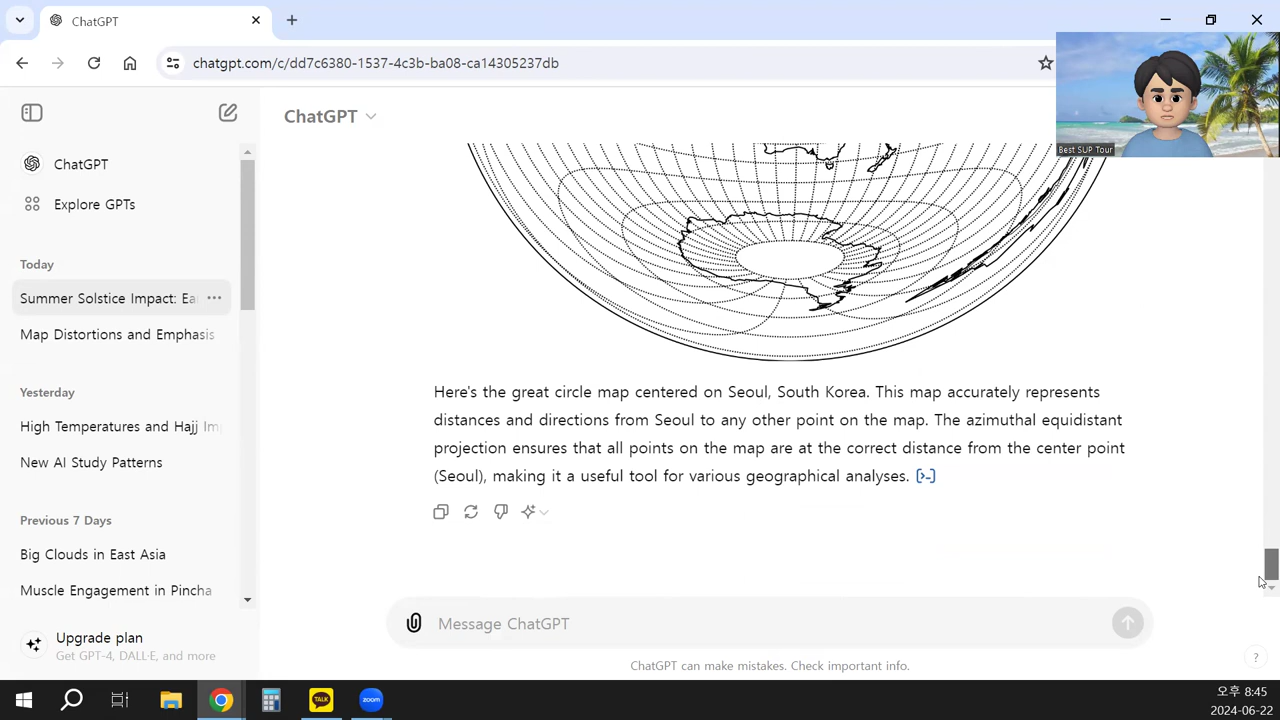 ChatGPT
chatgpt.com/c/dd7c6380-1537-4c3b-ba08-ca14305237db
Best SUP Tour
ChatGPT
ChatGPT
Explore GPTs
Today
Summer Solstice Impact: Ea
Map Distortions and Emphasis
Yesterday
High Temperatures and Hajj Im
New AI Study Patterns
Previous 7 Days
Big Clouds in East Asia
Muscle Engagement in Pincha
Upgrade plan
Get GPT-4, DALL·E, and more
Here's the great circle map centered on Seoul, South Korea. This map accurately represents
distances and directions from Seoul to any other point on the map. The azimuthal equidistant
projection ensures that all points on the map are at the correct distance from the center point
(Seoul), making it a useful tool for various geographical analyses. [>-]
Message ChatGPT
ChatGPT can make mistakes. Check important info.
?
TALK
zoom
오후 8:45
2024-06-22